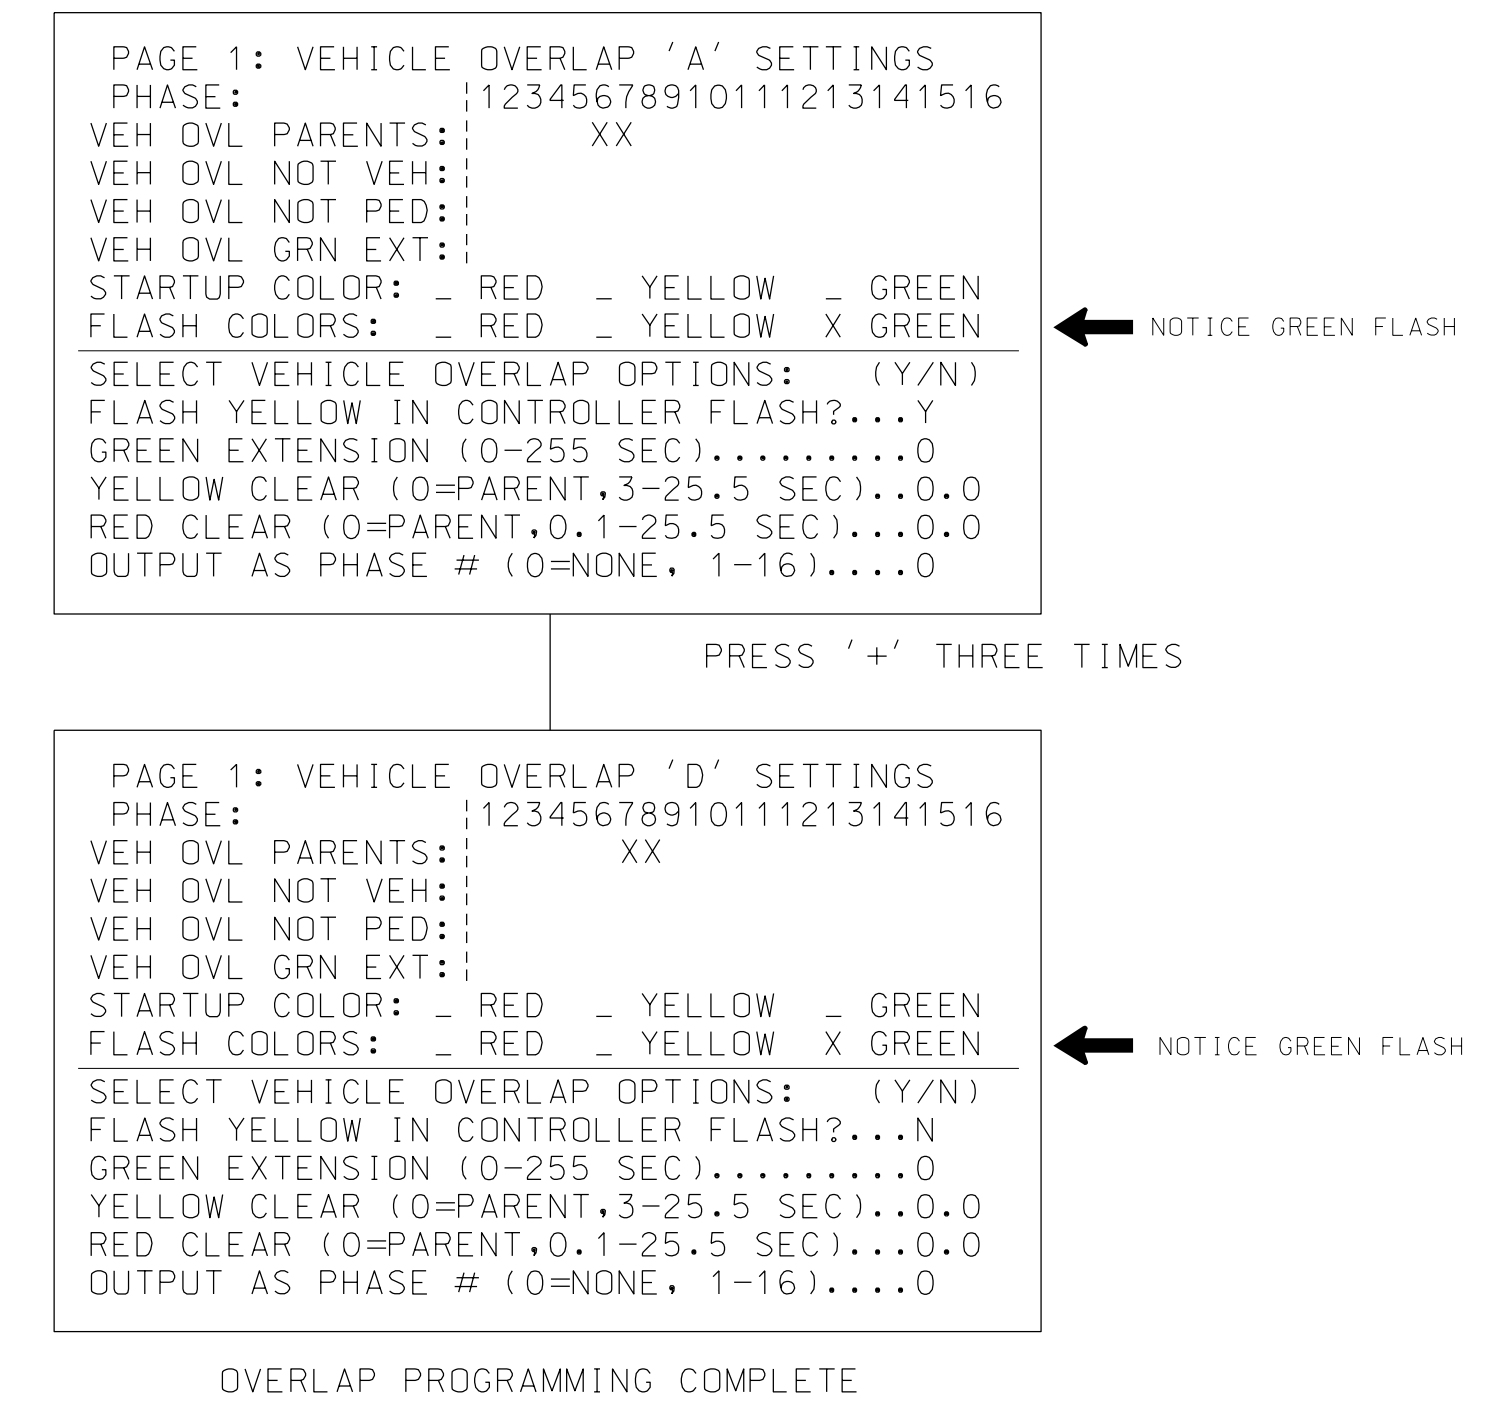 PAGE 1: VEHICLE OVERLAP 'A' SETTINGS
PHASE: |12345678910111213141516
VEH OVL PARENTS:| XX
VEH OVL NOT VEH:|
VEH OVL NOT PED:|
VEH OVL GRN EXT:|
STARTUP COLOR: _ RED _ YELLOW _ GREEN
FLASH COLORS: _ RED _ YELLOW X GREEN
NOTICE GREEN FLASH
SELECT VEHICLE OVERLAP OPTIONS: (Y/N)
FLASH YELLOW IN CONTROLLER FLASH?...Y
GREEN EXTENSION (0-255 SEC).........0
YELLOW CLEAR (0=PARENT,3-25.5 SEC)..0.0
RED CLEAR (0=PARENT,0.1-25.5 SEC)...0.0
OUTPUT AS PHASE # (0=NONE, 1-16)....0
PRESS '+' THREE TIMES
PAGE 1: VEHICLE OVERLAP 'D' SETTINGS
PHASE: |12345678910111213141516
VEH OVL PARENTS:| XX
VEH OVL NOT VEH:|
VEH OVL NOT PED:|
VEH OVL GRN EXT:|
STARTUP COLOR: _ RED _ YELLOW _ GREEN
FLASH COLORS: _ RED _ YELLOW X GREEN
NOTICE GREEN FLASH
SELECT VEHICLE OVERLAP OPTIONS: (Y/N)
FLASH YELLOW IN CONTROLLER FLASH?...N
GREEN EXTENSION (0-255 SEC).........0
YELLOW CLEAR (0=PARENT,3-25.5 SEC)..0.0
RED CLEAR (0=PARENT,0.1-25.5 SEC)...0.0
OUTPUT AS PHASE # (0=NONE, 1-16)....0
OVERLAP PROGRAMMING COMPLETE